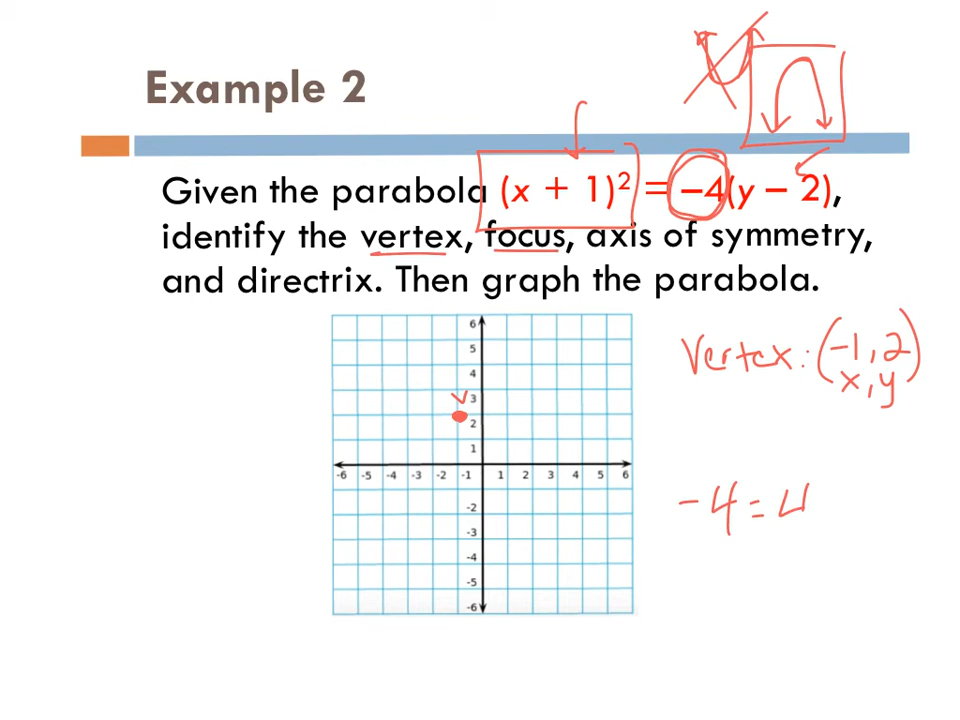 Example 2
Given the parabola (x + 1)² = −4(y − 2),
identify the vertex, focus, axis of symmetry,
and directrix. Then graph the parabola.
Vertex: (-1, 2)
x, y
-4 = 4
V
6
5
4
3
2
1
-6 -5 -4 -3 -2 -1 1 2 3 4 5 6
-2
-3
-4
-5
-6